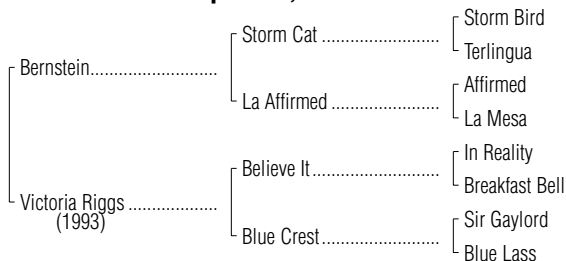 Storm Bird
Storm Cat ........................
Terlingua
Bernstein..........................
Affirmed
La Affirmed ......................
La Mesa
In Reality
Believe It..........................
Breakfast Bell
Victoria Riggs ..................
(1993)
Sir Gaylord
Blue Crest........................
Blue Lass